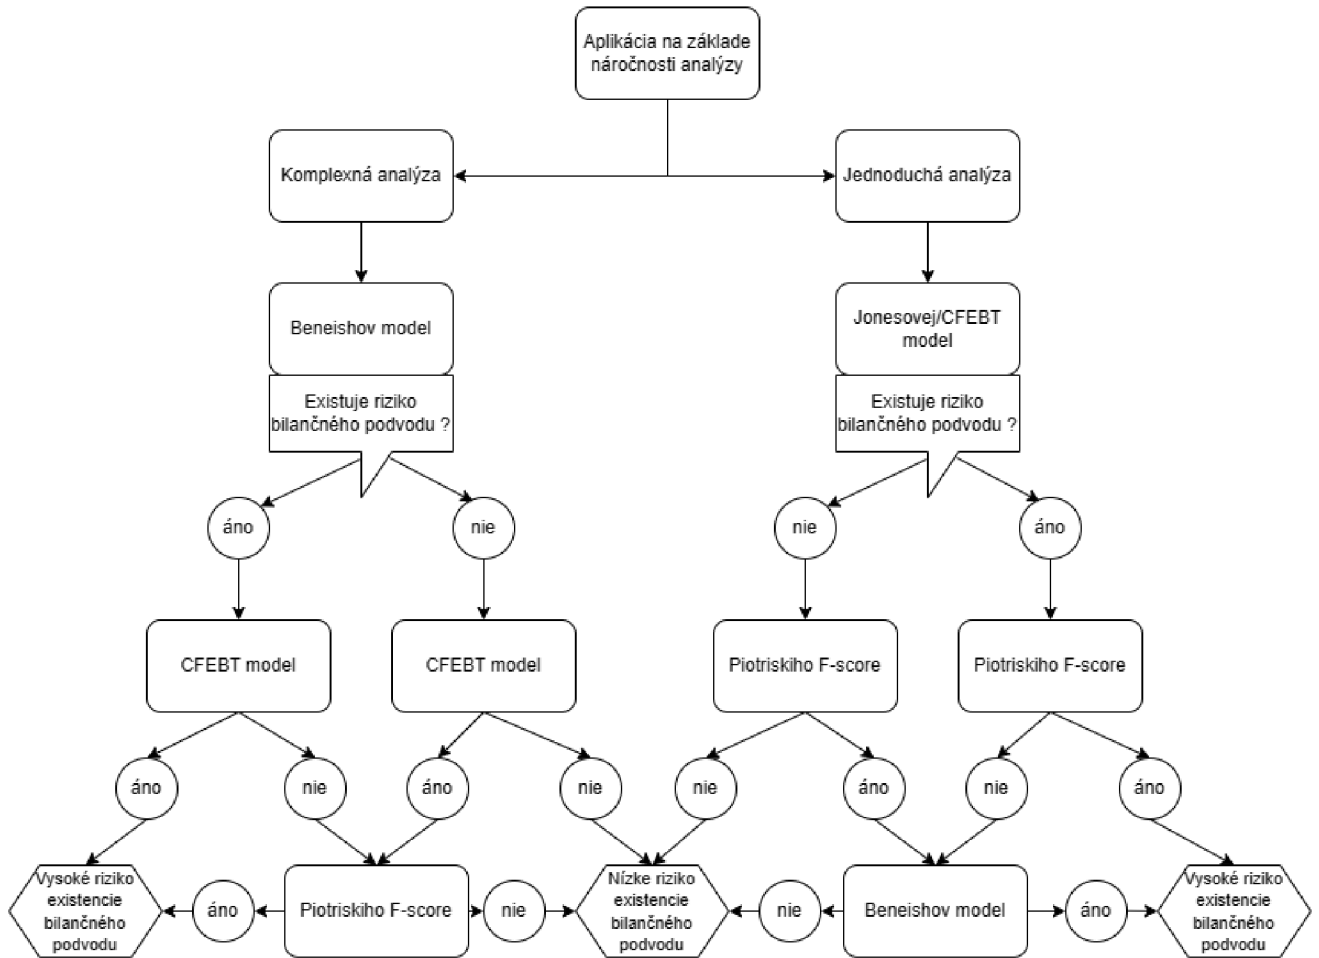 Aplikácia na základe
náročnosti analýzy
Komplexná analýza
Jednoduchá analýza
Beneishov model
Jonesovej/CFEBT
model
Existuje riziko
bilančného podvodu ?
Existuje riziko
bilančného podvodu ?
áno
nie
nie
áno
CFEBT model
CFEBT model
Piotriskiho F-score
Piotriskiho F-score
áno
nie
áno
nie
nie
áno
nie
áno
Vysoké riziko
existencie
bilančného
podvodu
áno
Piotriskiho F-score
nie
Nízke riziko
existencie
bilančného
podvodu
nie
Beneishov model
áno
Vysoké riziko
existencie
bilančného
podvodu